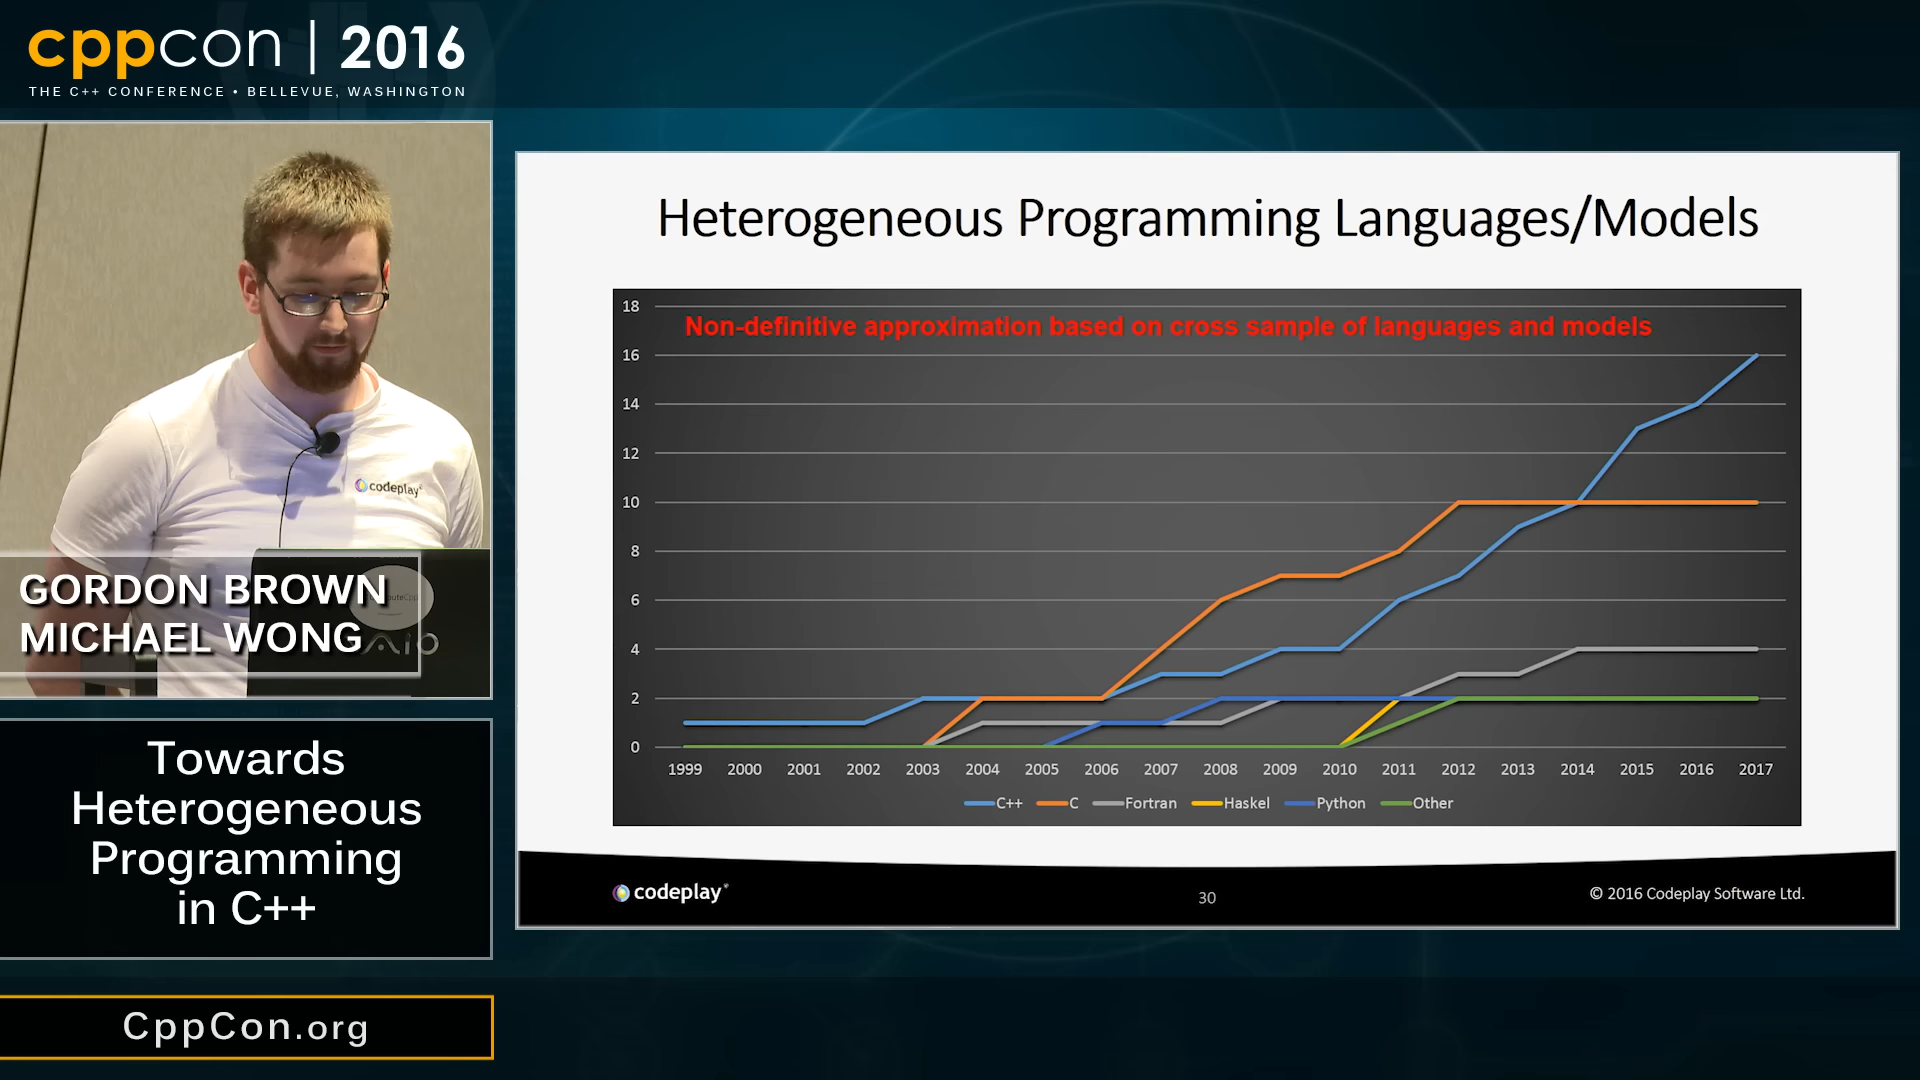 cppcon | 2016
THE C++ CONFERENCE • BELLEVUE, WASHINGTON
codeplay
GORDON BROWN
MICHAEL WONG
Towards
Heterogeneous
Programming
in C++
CppCon.org
Heterogeneous Programming Languages/Models
Non-definitive approximation based on cross sample of languages and models
18
16
14
12
10
8
6
4
2
0
1999 2000 2001 2002 2003 2004 2005 2006 2007 2008 2009 2010 2011 2012 2013 2014 2015 2016 2017
C++ C Fortran Haskel Python Other
codeplay®
30
© 2016 Codeplay Software Ltd.